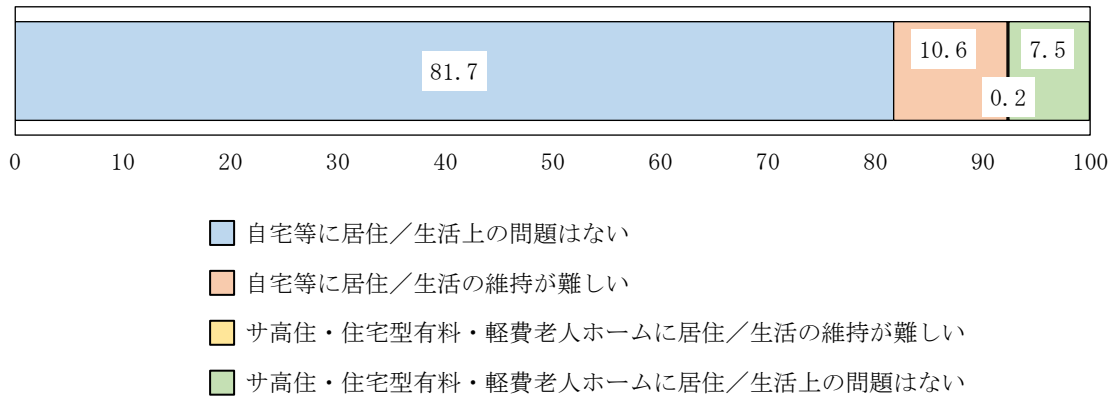 81.7
10.6
0.2
7.5
0 10 20 30 40 50 60 70 80 90 100
自宅等に居住／生活上の問題はない
自宅等に居住／生活の維持が難しい
サ高住・住宅型有料・軽費老人ホームに居住／生活の維持が難しい
サ高住・住宅型有料・軽費老人ホームに居住／生活上の問題はない